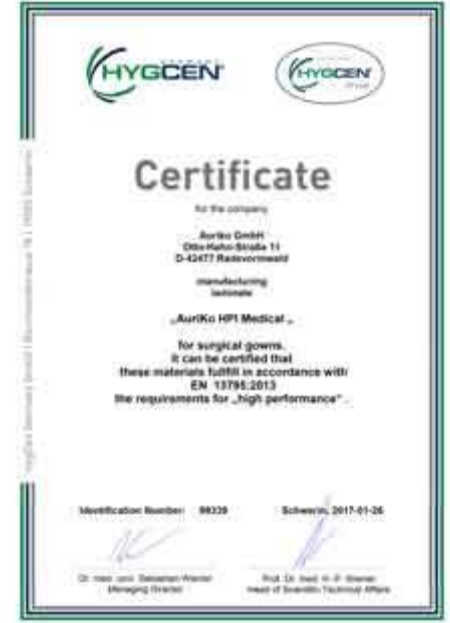 HYGCEN
HYGCEN
Certificate
for the company
Auriko GmbH
Otto-Hahn-Straße 11
D-42477 Radevormwald
manufacturing
laminate
„AuriKo HPI Medical „
for surgical gowns.
It can be certified that
these materials fullfill in accordance with
EN 13795:2013
the requirements for „high performance“ .
Identification Number:
Schwerin, 2017-01-26
Dr. med. univ. Sebastian Werner
Managing Director
Prof. Dr. med. H.-P. Werner
Head of Scientific Technical Affairs